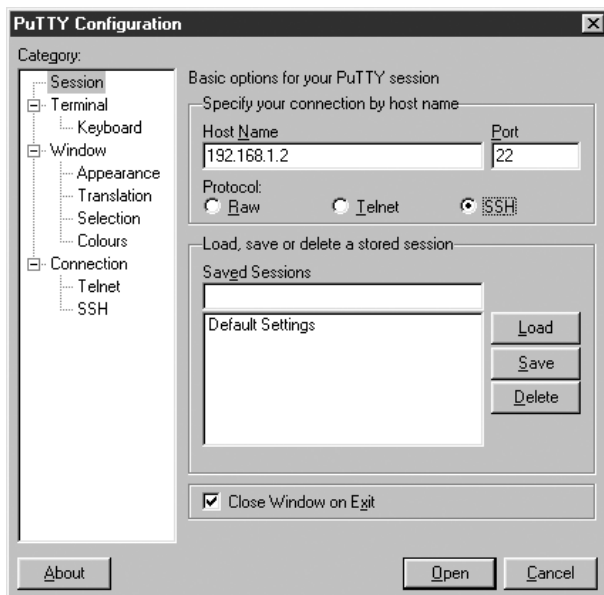 PuTTY Configuration
Category:
Session
Terminal
Keyboard
Window
Appearance
Translation
Selection
Colours
Connection
Telnet
SSH
Basic options for your PuTTY session
Specify your connection by host name
Host Name Port
192.168.1.2 22
Protocol:
Raw Telnet SSH
Load, save or delete a stored session
Saved Sessions
Default Settings
Load
Save
Delete
Close Window on Exit
About Open Cancel